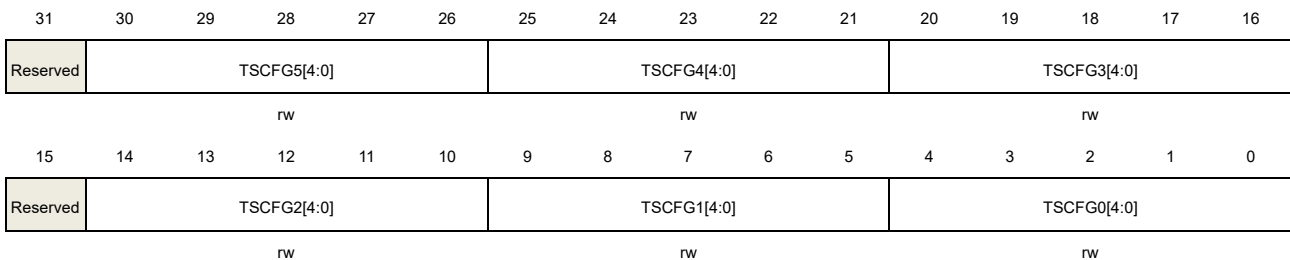 31 30 29 28 27 26 25 24 23 22 21 20 19 18 17 16
Reserved TSCFG5[4:0] TSCFG4[4:0] TSCFG3[4:0]
rw rw rw
15 14 13 12 11 10 9 8 7 6 5 4 3 2 1 0
Reserved TSCFG2[4:0] TSCFG1[4:0] TSCFG0[4:0]
rw rw rw